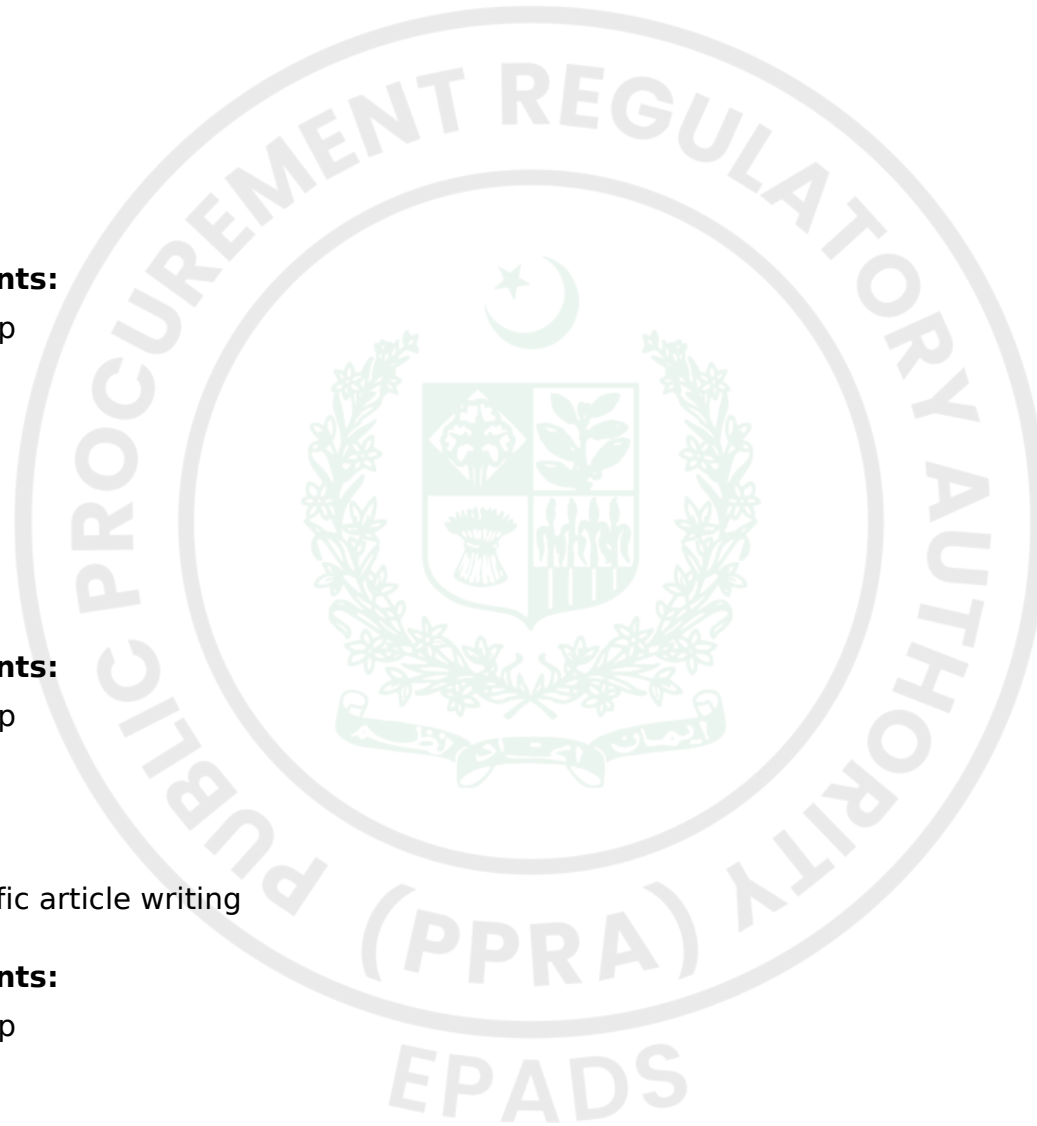 PUBLIC PROCUREMENT REGULATORY AUTHORITY
nts:
p
nts:
p
fic article writing
(PPRA)
nts:
p
EPADS